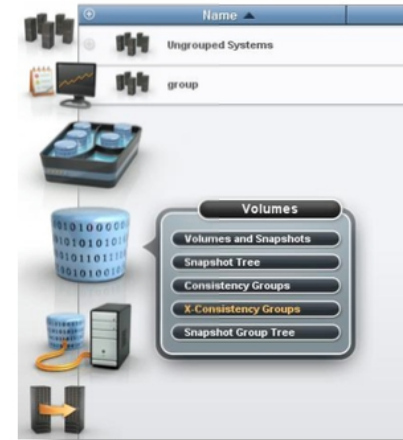 Name
Ungrouped Systems
group
Volumes
Volumes and Snapshots
Snapshot Tree
Consistency Groups
X-Consistency Groups
Snapshot Group Tree